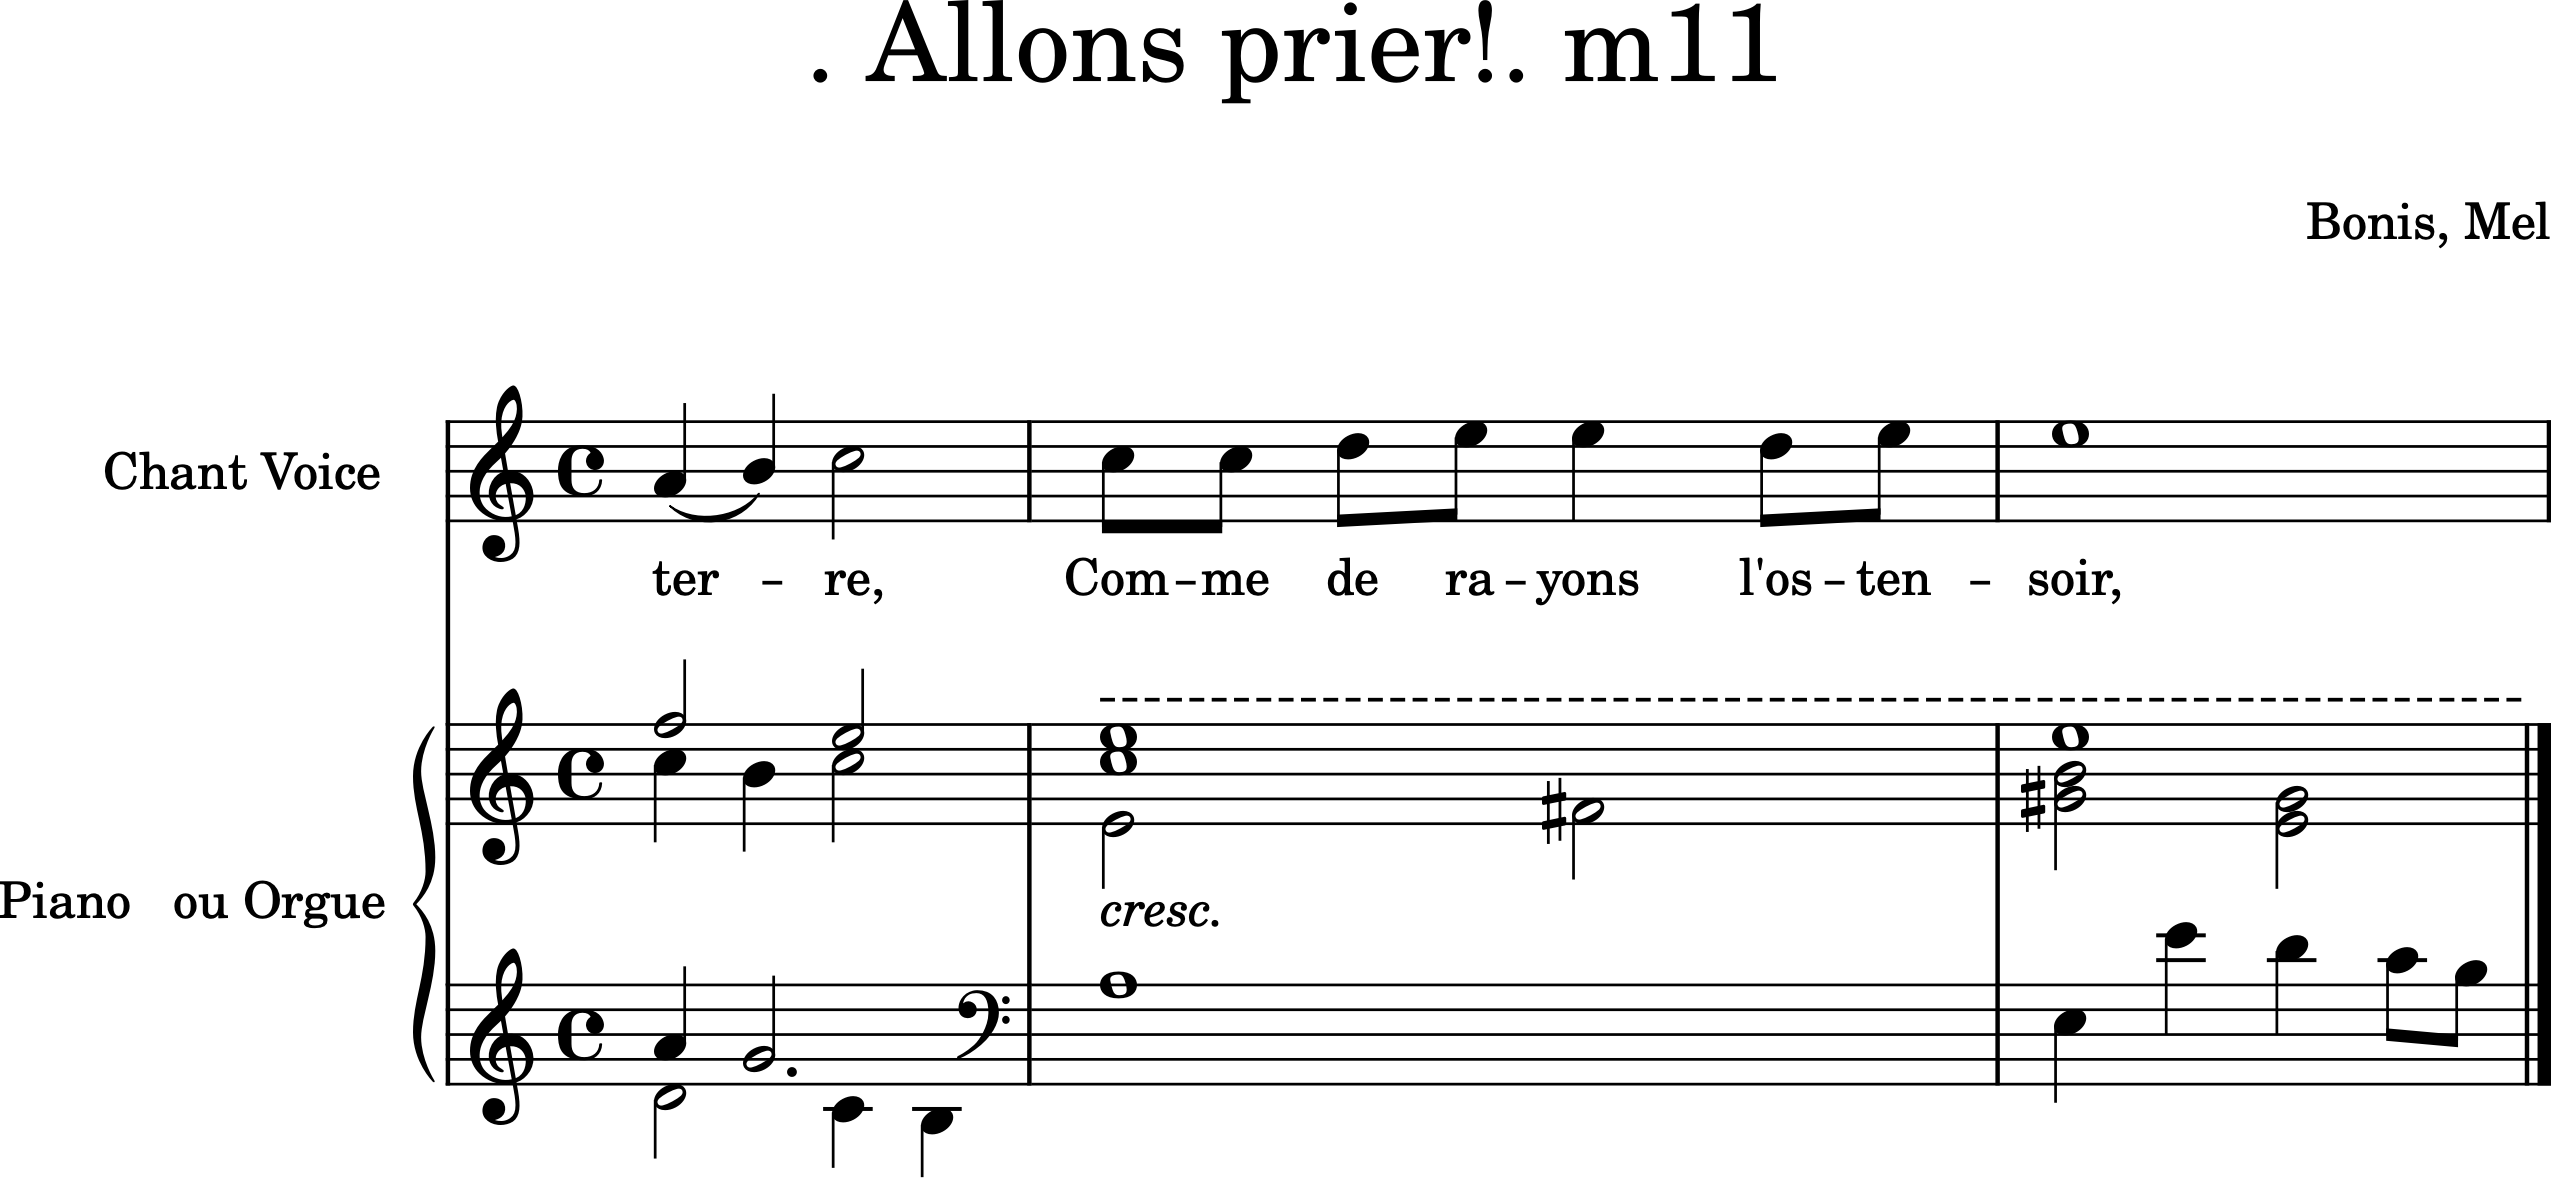 . Allons prier!. m11
Bonis, Mel
Chant Voice
ter – re, Com–me de ra–yons l'os–ten – soir,
Piano ou Orgue
cresc.